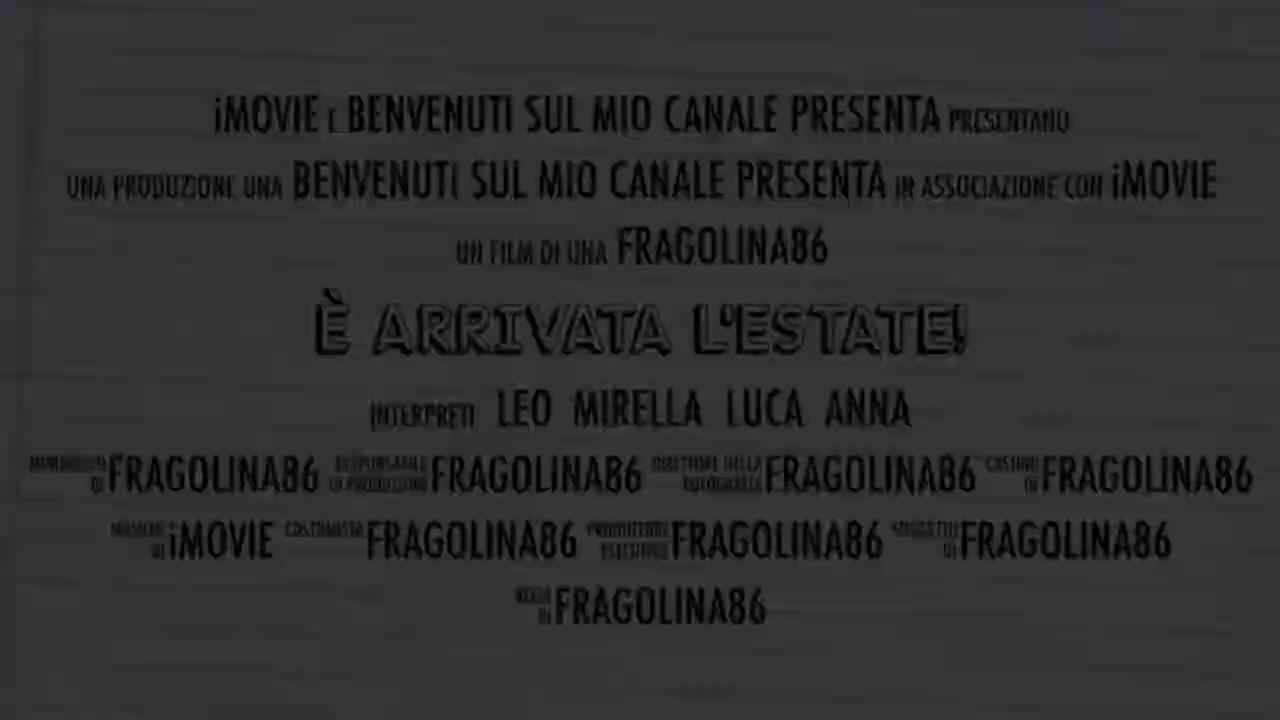 iMOVIE E BENVENUTI SUL MIO CANALE PRESENTA PRESENTANO
UNA PRODUZIONE UNA BENVENUTI SUL MIO CANALE PRESENTA IN ASSOCIAZIONE CON iMOVIE
UN FILM DI UNA FRAGOLINA86
È ARRIVATA L'ESTATE!
INTERPRETI LEO MIRELLA LUCA ANNA
DI FRAGOLINA86 RESPONSABILE DI PRODUZIONE FRAGOLINA86 DIRETTORE DELLA FOTOGRAFIA FRAGOLINA86 CASTING DI FRAGOLINA86
MUSICHE DI iMOVIE COSTUMISTA FRAGOLINA86 PRODUTTORE ESECUTIVO FRAGOLINA86 SOGGETTO DI FRAGOLINA86
REGIA DI FRAGOLINA86